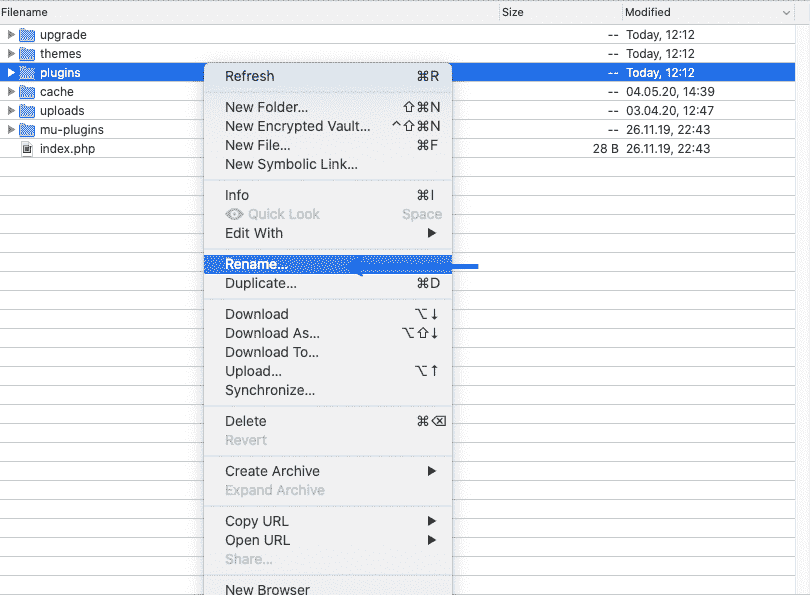 Filename Size Modified
upgrade -- Today, 12:12
themes -- Today, 12:12
plugins -- Today, 12:12
cache -- 04.05.20, 14:39
uploads -- 03.04.20, 12:47
mu-plugins -- 26.11.19, 22:43
index.php 28 B 26.11.19, 22:43
Refresh ⌘R
New Folder... ⇧⌘N
New Encrypted Vault... ^⇧⌘N
New File... ⌘F
New Symbolic Link...
Info ⌘I
Quick Look Space
Edit With ▶
Rename...
Duplicate... ⌘D
Download ⌥↓
Download As... ⌥⇧↓
Download To...
Upload... ⌥↑
Synchronize...
Delete ⌘⌫
Revert
Create Archive ▶
Expand Archive
Copy URL ▶
Open URL ▶
Share...
New Browser